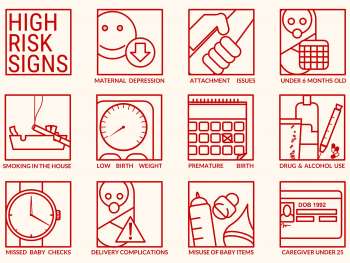 HIGH
RISK
SIGNS
MATERNAL DEPRESSION
ATTACHMENT ISSUES
UNDER 6 MONTHS OLD
SMOKING IN THE HOUSE
LOW BIRTH WEIGHT
PREMATURE BIRTH
DRUG & ALCOHOL USE
DOB 1992
MISSED BABY CHECKS
DELIVERY COMPLICATIONS
MISUSE OF BABY ITEMS
CAREGIVER UNDER 25